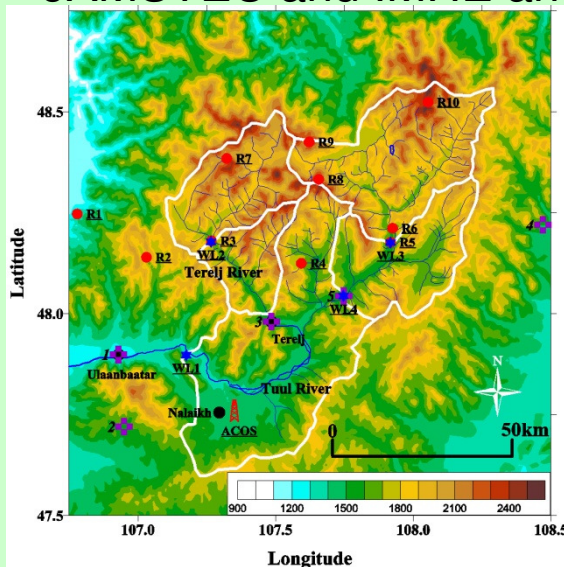 48.5
R10
R9
R7
R8
R1
R6
4
R3
R5
WL2
WL3
R2
Terelj River
R4
5
WL4
Latitude
48.0
3
Terelj
1
WL1
N
Ulaanbaatar
Tuul River
Nalaikh
0 50km
2
ACOS
900 1200 1500 1800 2100 2400
47.5
107.0 107.5 108.0 108.5
Longitude